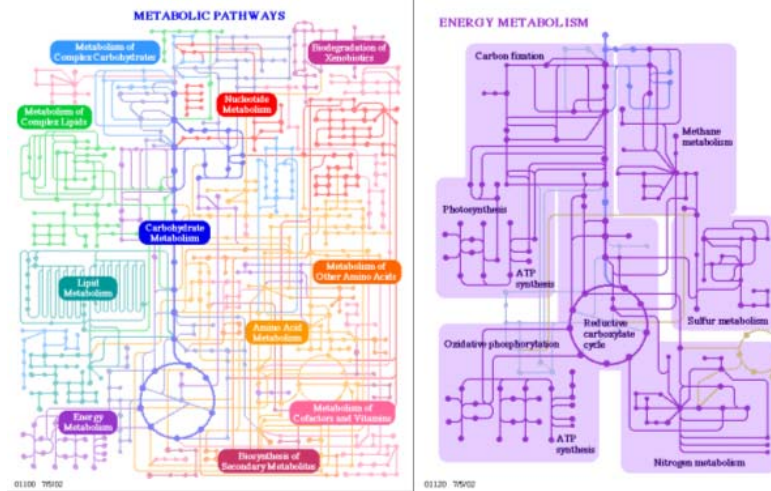 METABOLIC PATHWAYS
Metabolism of
Complex Carbohydrates
Biodegradation of
Xenobiotics
Nucleotide
Metabolism
Metabolism of
Complex Lipids
Carbohydrate
Metabolism
Lipid
Metabolism
Metabolism of
Other Amino Acids
Amino Acid
Metabolism
Energy
Metabolism
Metabolism of
Cofactors and Vitamins
Biosynthesis of
Secondary Metabolites
01100 7/5/02
ENERGY METABOLISM
Carbon fixation
Methane
metabolism
Photosynthesis
ATP
synthesis
Sulfur metabolism
Oxidative phosphorylation
Reductive
carboxylate
cycle
ATP
synthesis
Nitrogen metabolism
01120 7/5/02